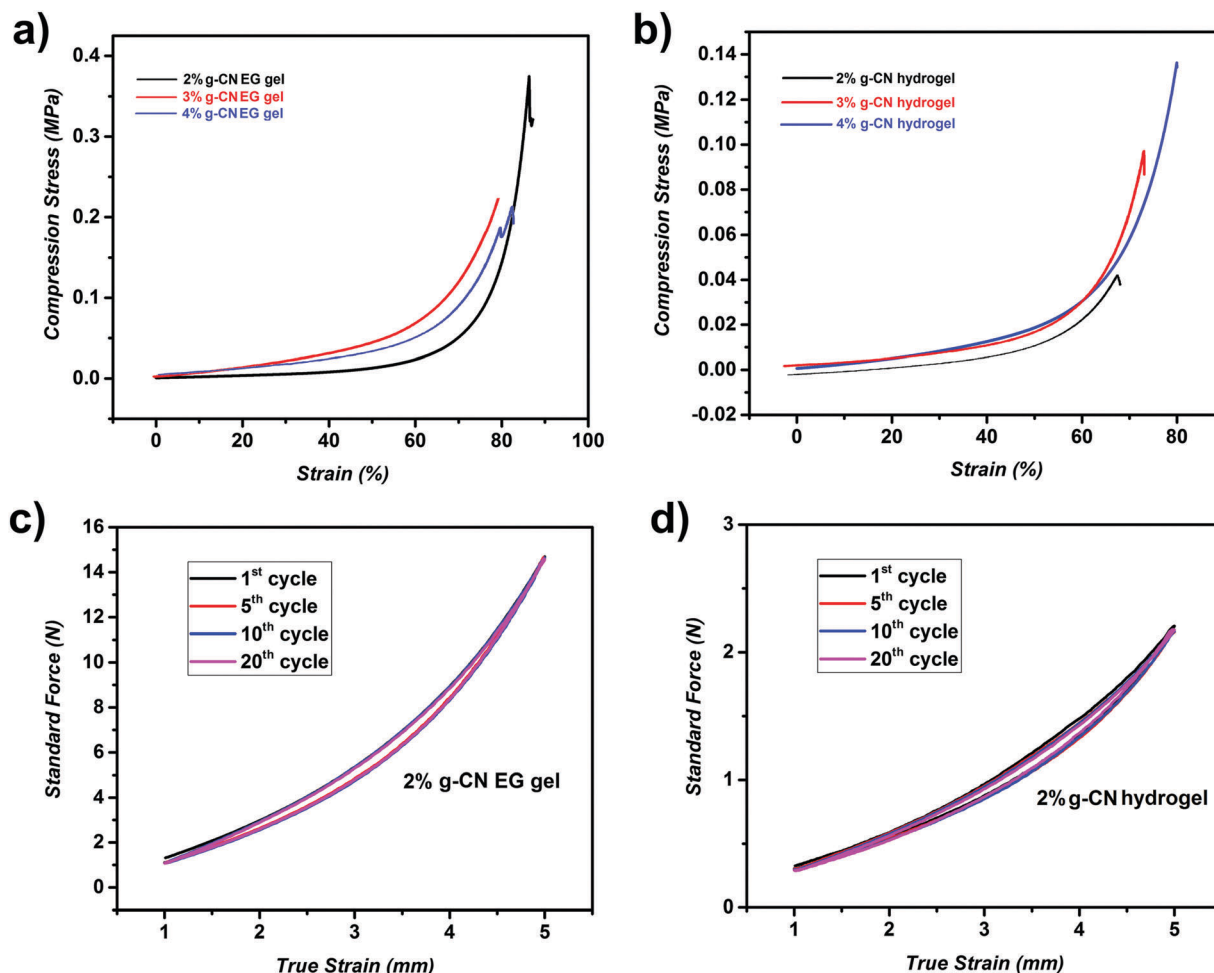 a)
Compression Stress (MPa)
0.4
0.3
0.2
0.1
0.0
2% g-CN EG gel
3% g-CN EG gel
4% g-CN EG gel
0 20 40 60 80 100
Strain (%)
b)
Compression Stress (MPa)
0.14
0.12
0.10
0.08
0.06
0.04
0.02
0.00
-0.02
2% g-CN hydrogel
3% g-CN hydrogel
4% g-CN hydrogel
0 20 40 60 80
Strain (%)
c)
Standard Force (N)
16
14
12
10
8
6
4
2
0
1st cycle
5th cycle
10th cycle
20th cycle
2% g-CN EG gel
1 2 3 4 5
True Strain (mm)
d)
Standard Force (N)
3
2
1
0
1st cycle
5th cycle
10th cycle
20th cycle
2% g-CN hydrogel
1 2 3 4 5
True Strain (mm)